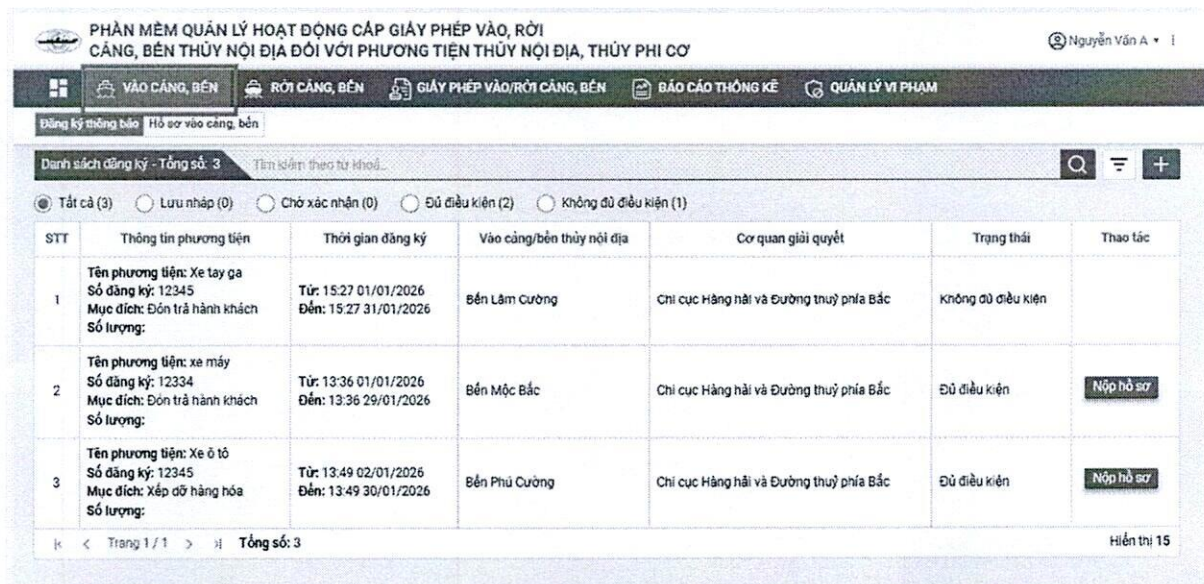 PHẦN MỀM QUẢN LÝ HOẠT ĐỘNG CẤP GIẤY PHÉP VÀO, RỜI
CẢNG, BẾN THỦY NỘI ĐỊA ĐỐI VỚI PHƯƠNG TIỆN THỦY NỘI ĐỊA, THỦY PHI CƠ
Nguyễn Văn A
VÀO CẢNG, BẾN
RỜI CẢNG, BẾN
GIẤY PHÉP VÀO/RỜI CẢNG, BẾN
BÁO CÁO THỐNG KÊ
QUẢN LÝ VI PHẠM
Đăng ký thông báo
Hồ sơ vào cảng, bến
Danh sách đăng ký - Tổng số: 3
Tìm kiếm theo từ khoá...
Tất cả (3)
Lưu nháp (0)
Chờ xác nhận (0)
Đủ điều kiện (2)
Không đủ điều kiện (1)
STT
Thông tin phương tiện
Thời gian đăng ký
Vào cảng/bến thủy nội địa
Cơ quan giải quyết
Trạng thái
Thao tác
1
Tên phương tiện: Xe tay ga
Số đăng ký: 12345
Mục đích: Đón trả hành khách
Số lượng:
Từ: 15:27 01/01/2026
Đến: 15:27 31/01/2026
Bến Lâm Cường
Chi cục Hàng hải và Đường thuỷ phía Bắc
Không đủ điều kiện
2
Tên phương tiện: xe máy
Số đăng ký: 12334
Mục đích: Đón trả hành khách
Số lượng:
Từ: 13:36 01/01/2026
Đến: 13:36 29/01/2026
Bến Mộc Bắc
Chi cục Hàng hải và Đường thuỷ phía Bắc
Đủ điều kiện
Nộp hồ sơ
3
Tên phương tiện: Xe ô tô
Số đăng ký: 12345
Mục đích: Xếp dỡ hàng hóa
Số lượng:
Từ: 13:49 02/01/2026
Đến: 13:49 30/01/2026
Bến Phú Cường
Chi cục Hàng hải và Đường thuỷ phía Bắc
Đủ điều kiện
Nộp hồ sơ
Trang 1 / 1
Tổng số: 3
Hiển thị 15